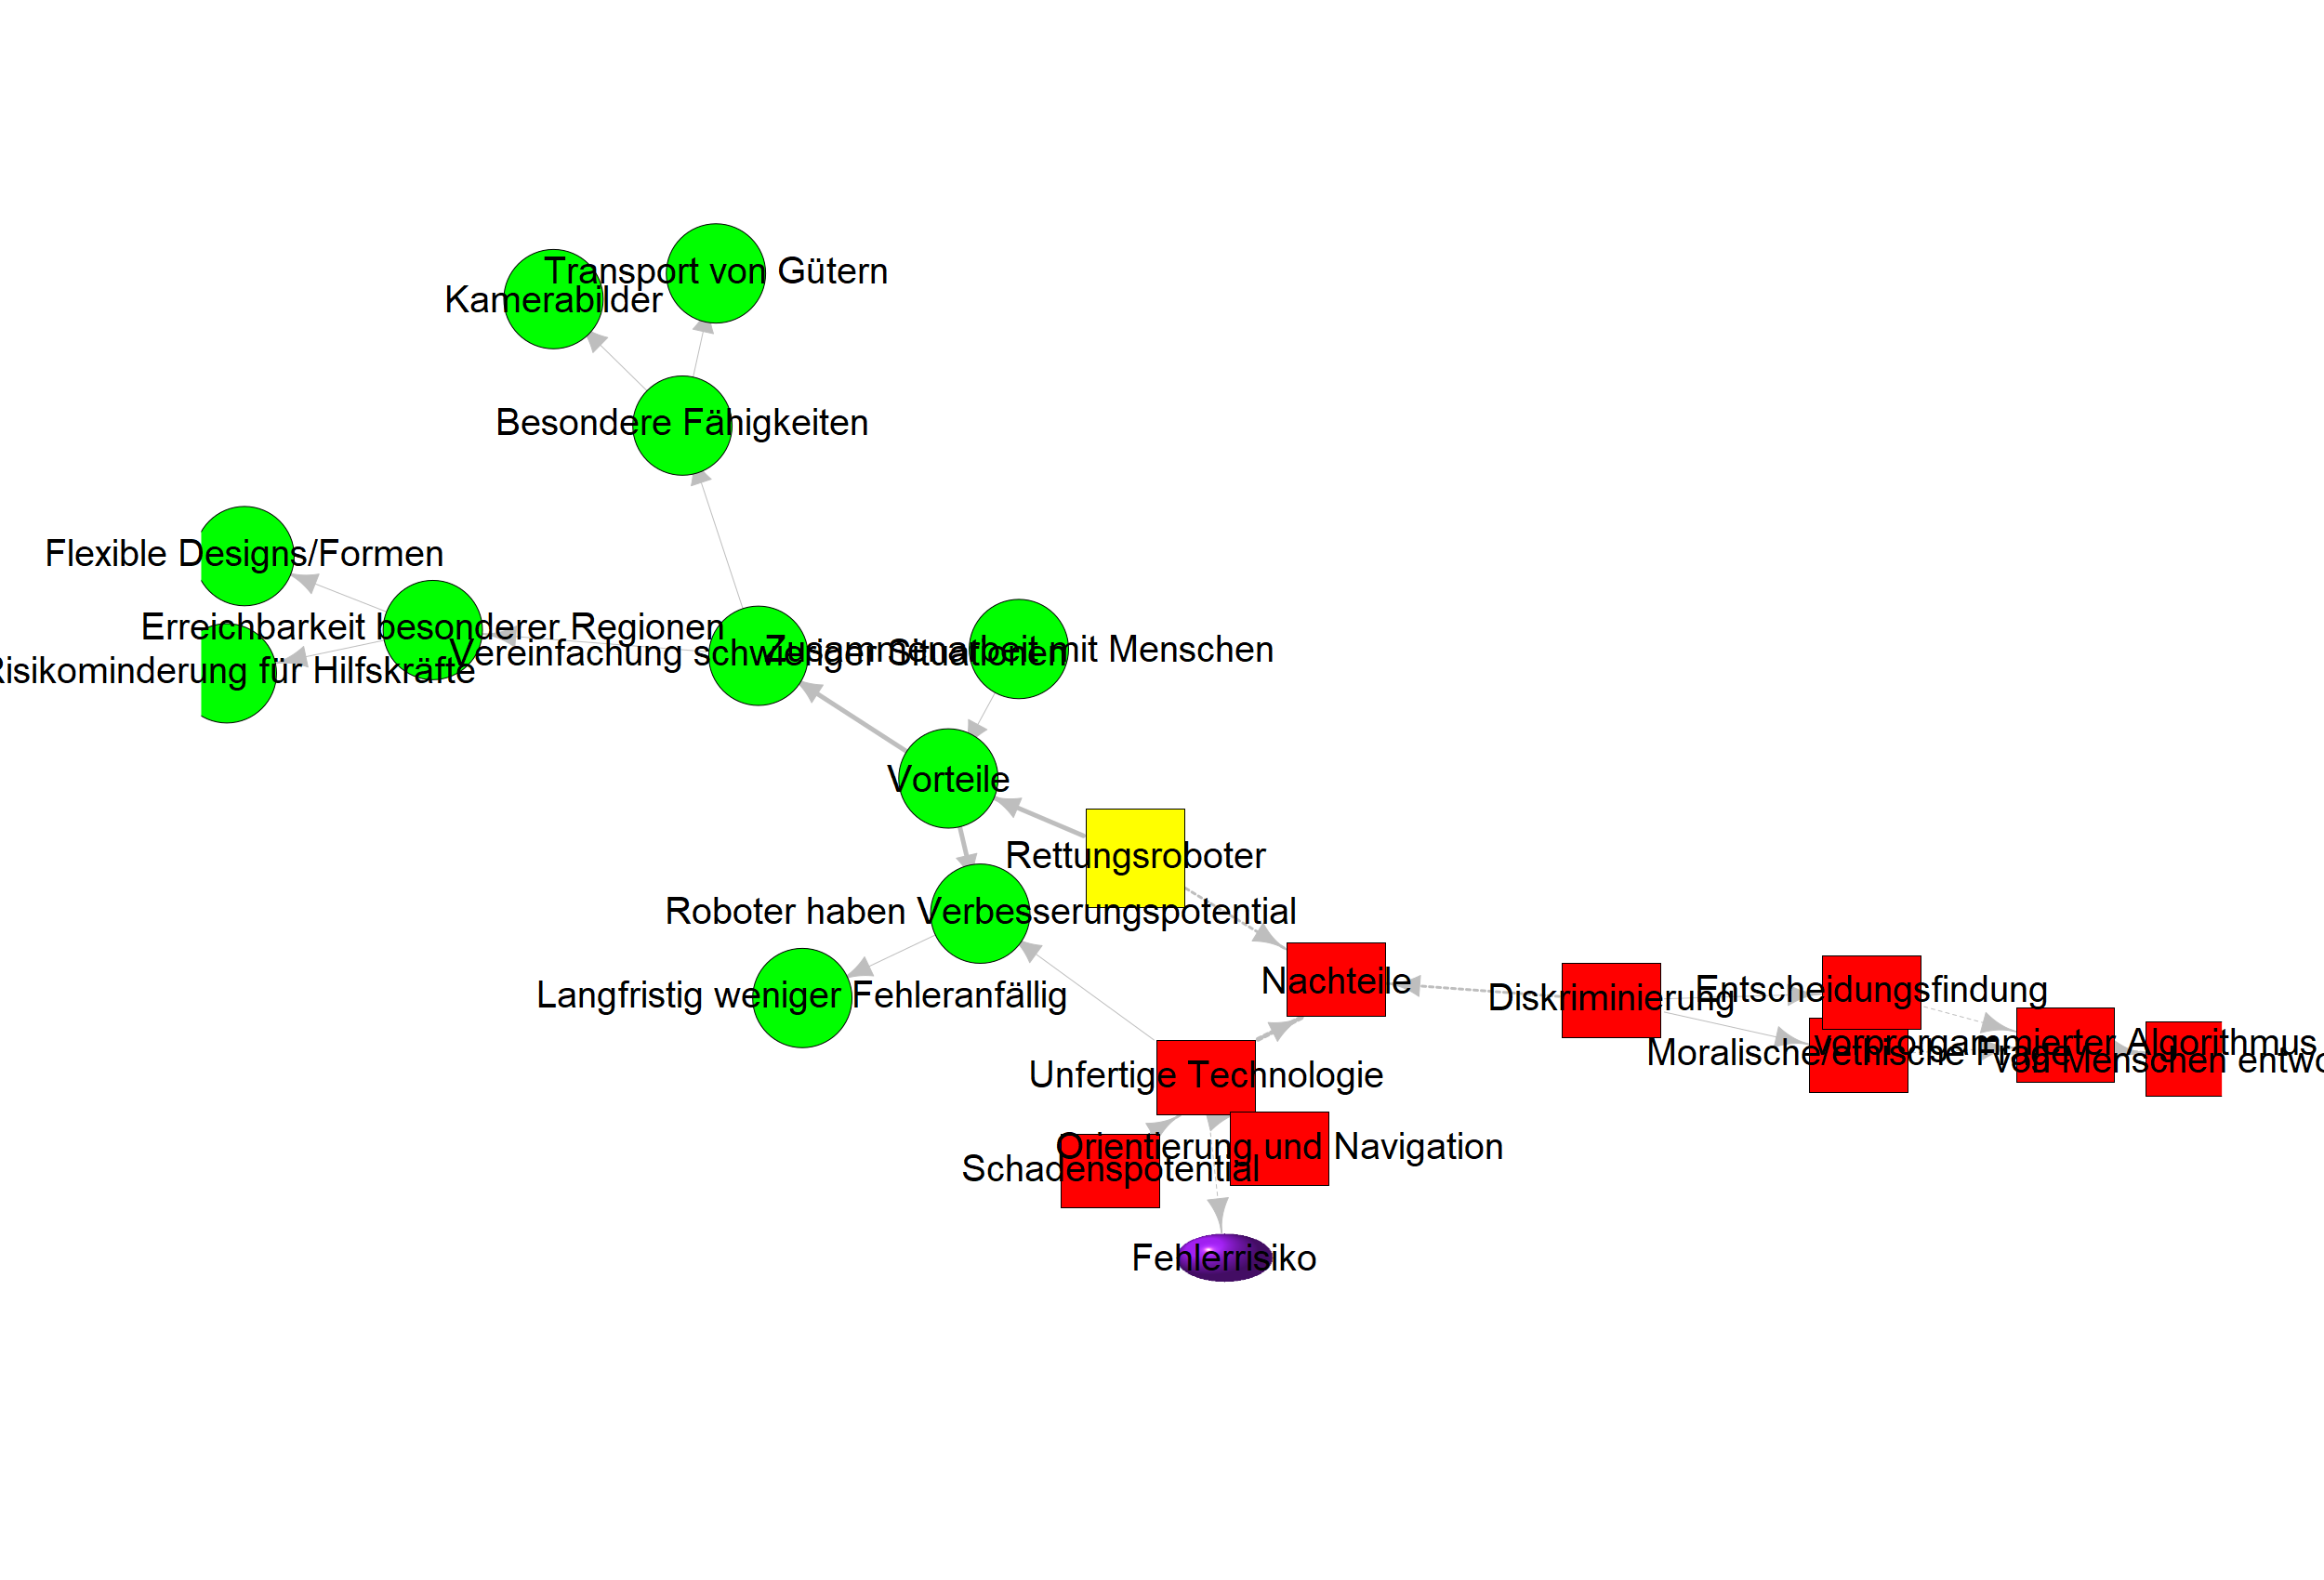 Transport von Gütern
Kamerabilder
Besondere Fähigkeiten
Flexible Designs/Formen
Erreichbarkeit besonderer Regionen
Vereinfachung schwieriger Situationen
Zusammenarbeit mit Menschen
isikominderung für Hilfskräfte
Vorteile
Rettungsroboter
Roboter haben Verbesserungspotential
Langfristig weniger Fehleranfällig
Nachteile
Diskriminierung
Entscheidungsfindung
Moralische/ethische Frage
vorprorgammierter Algorithmus
von Menschen entwo
Unfertige Technologie
Orientierung und Navigation
Schadenspotential
Fehlerrisiko